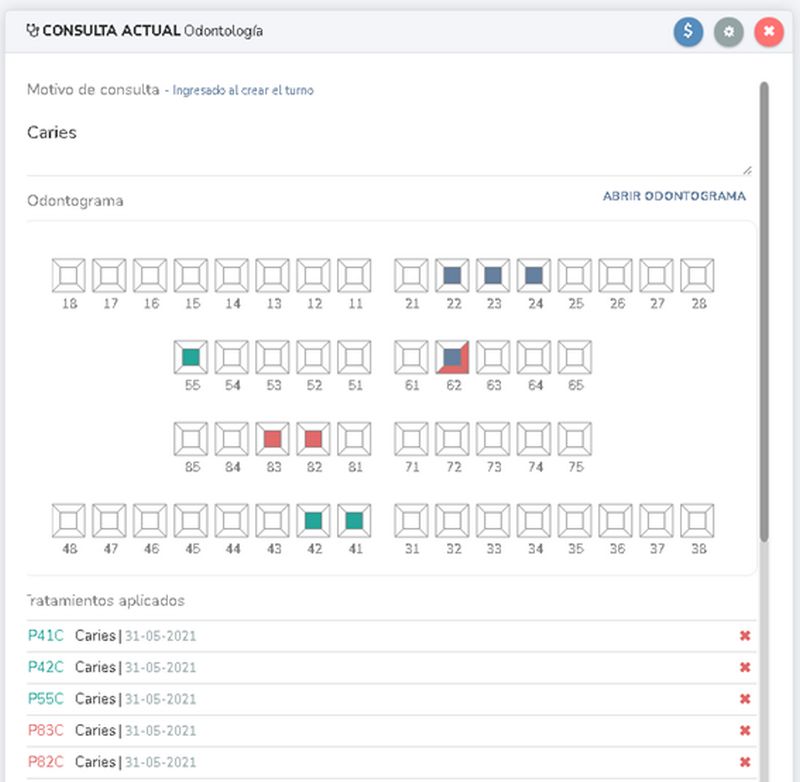 CONSULTA ACTUAL Odontología
Motivo de consulta - Ingresado al crear el turno
Caries
Odontograma
ABRIR ODONTOGRAMA
18 17 16 15 14 13 12 11 21 22 23 24 25 26 27 28
55 54 53 52 51 61 62 63 64 65
85 84 83 82 81 71 72 73 74 75
48 47 46 45 44 43 42 41 31 32 33 34 35 36 37 38
Tratamientos aplicados
P41C Caries | 31-05-2021
P42C Caries | 31-05-2021
P55C Caries | 31-05-2021
P83C Caries | 31-05-2021
P82C Caries | 31-05-2021